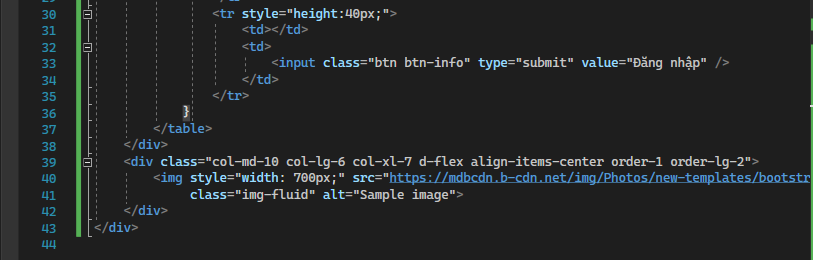 30 <tr style="height:40px;">
31 <td></td>
32 <td>
33 <input class="btn btn-info" type="submit" value="Đăng nhập" />
34 </td>
35 </tr>
36 }
37 </table>
38 </div>
39 <div class="col-md-10 col-lg-6 col-xl-7 d-flex align-items-center order-1 order-lg-2">
40 <img style="width: 700px;" src="https://mdbcdn.b-cdn.net/img/Photos/new-templates/bootstr
41 class="img-fluid" alt="Sample image">
42 </div>
43 </div>
44